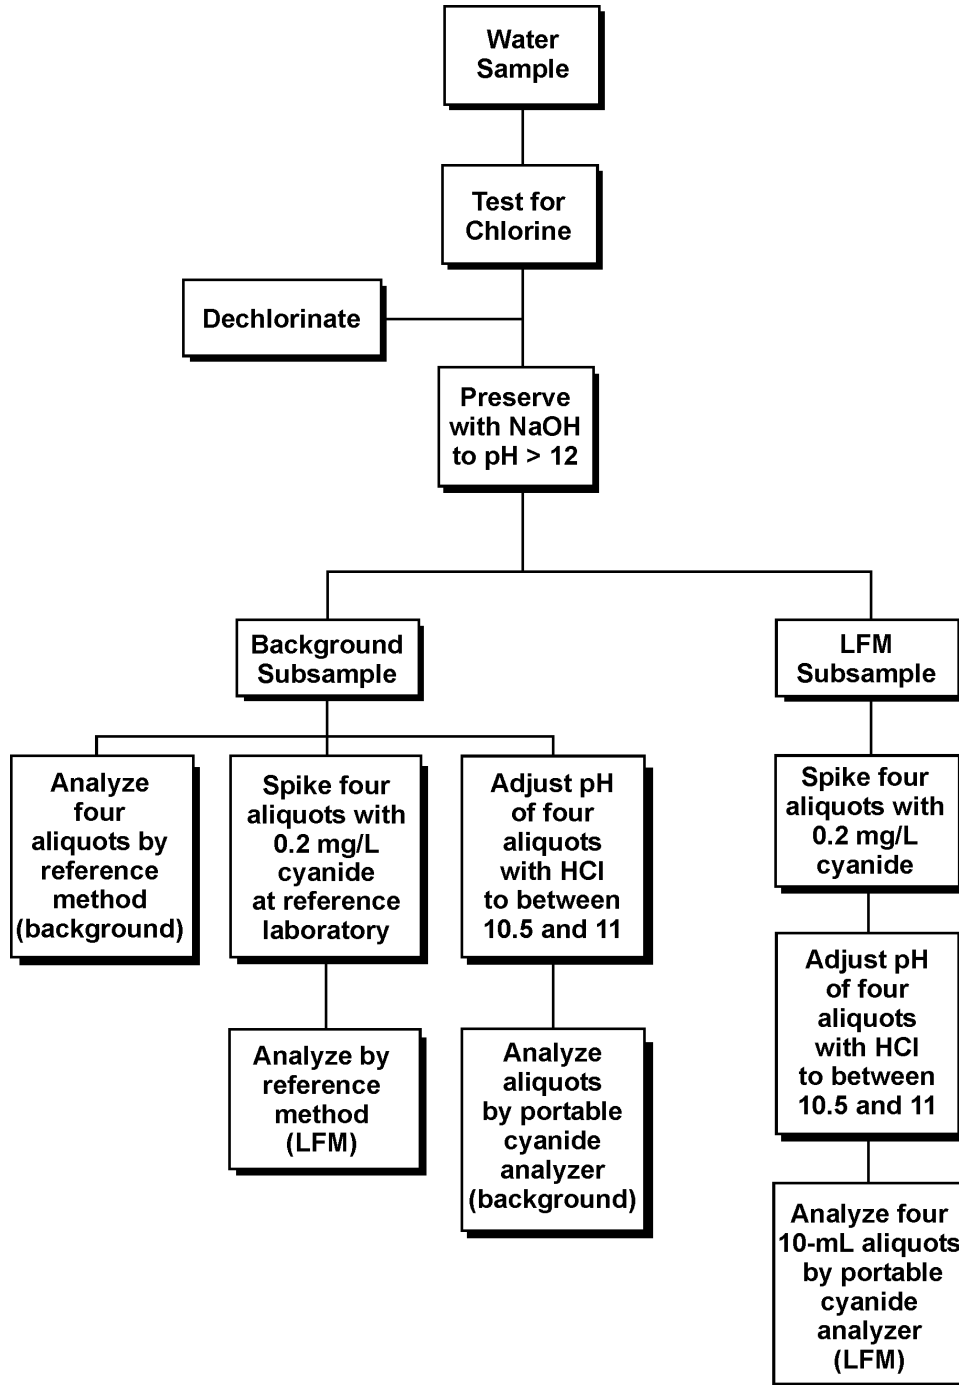 Water
Sample
Test for
Chlorine
Dechlorinate
Preserve
with NaOH
to pH > 12
Background
Subsample
LFM
Subsample
Analyze
four
aliquots by
reference
method
(background)
Spike four
aliquots with
0.2 mg/L
cyanide
at reference
laboratory
Adjust pH
of four
aliquots
with HCl
to between
10.5 and 11
Spike four
aliquots with
0.2 mg/L
cyanide
Analyze by
reference
method
(LFM)
Analyze
aliquots
by portable
cyanide
analyzer
(background)
Adjust pH
of four
aliquots
with HCl
to between
10.5 and 11
Analyze four
10-mL aliquots
by portable
cyanide
analyzer
(LFM)